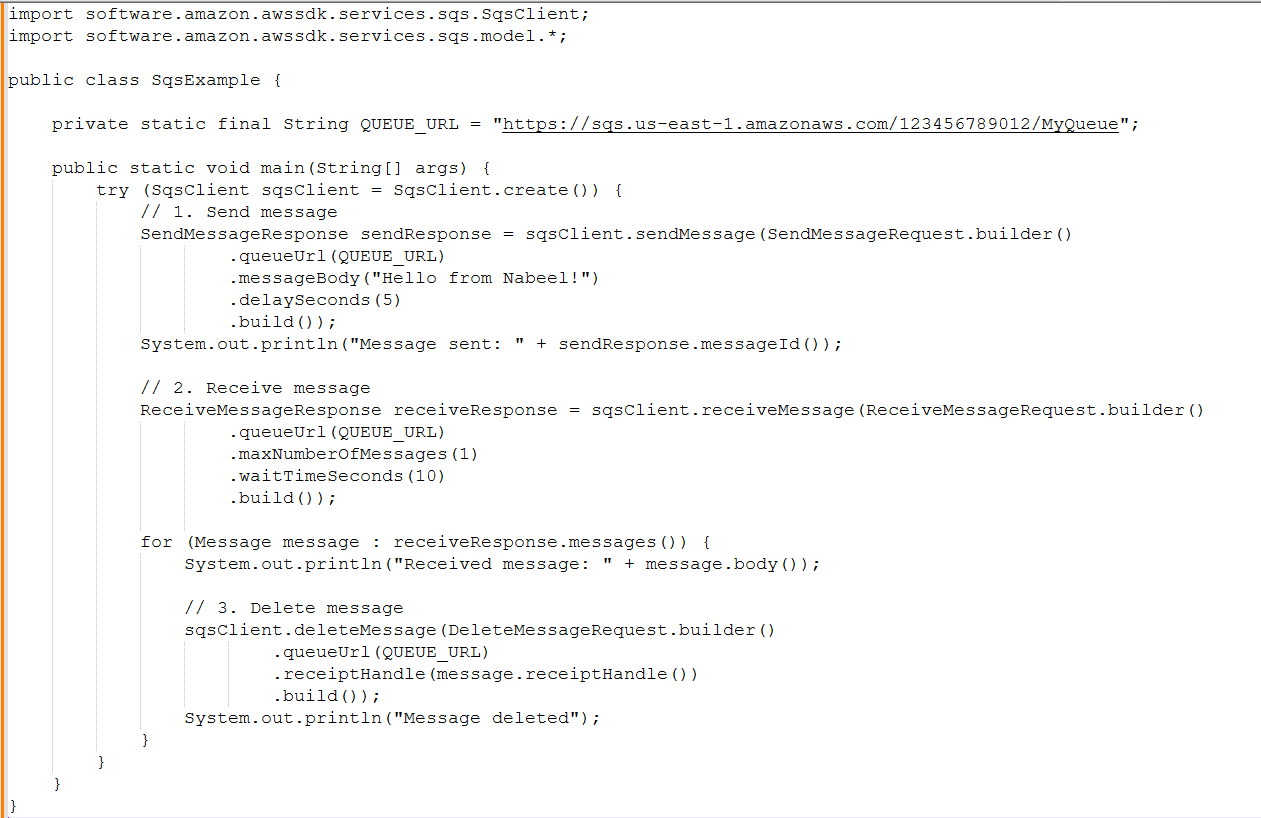 import software.amazon.awssdk.services.sqs.SqsClient;
import software.amazon.awssdk.services.sqs.model.*;

public class SqsExample {

    private static final String QUEUE_URL = "https://sqs.us-east-1.amazonaws.com/123456789012/MyQueue";

    public static void main(String[] args) {
        try (SqsClient sqsClient = SqsClient.create()) {
            // 1. Send message
            SendMessageResponse sendResponse = sqsClient.sendMessage(SendMessageRequest.builder()
                    .queueUrl(QUEUE_URL)
                    .messageBody("Hello from Nabeel!")
                    .delaySeconds(5)
                    .build());
            System.out.println("Message sent: " + sendResponse.messageId());

            // 2. Receive message
            ReceiveMessageResponse receiveResponse = sqsClient.receiveMessage(ReceiveMessageRequest.builder()
                    .queueUrl(QUEUE_URL)
                    .maxNumberOfMessages(1)
                    .waitTimeSeconds(10)
                    .build());

            for (Message message : receiveResponse.messages()) {
                System.out.println("Received message: " + message.body());

                // 3. Delete message
                sqsClient.deleteMessage(DeleteMessageRequest.builder()
                        .queueUrl(QUEUE_URL)
                        .receiptHandle(message.receiptHandle())
                        .build());
                System.out.println("Message deleted");
            }
        }
    }
}